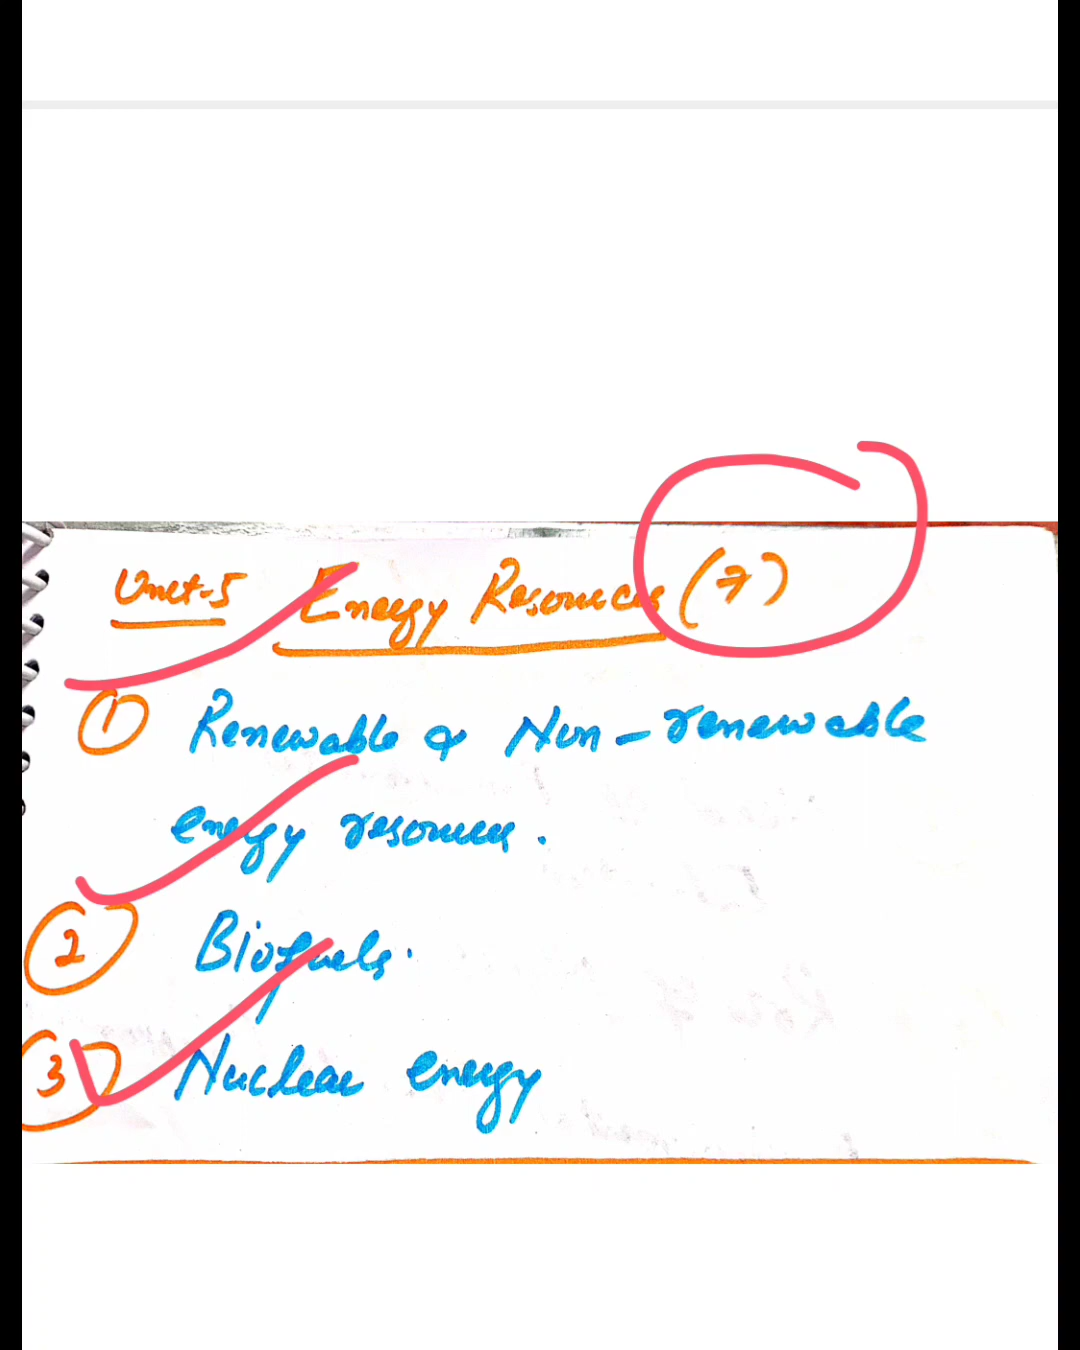 Unit-5 Energy Resources (7)
① Renewable & Non-renewable
energy resources.
② Biofuels.
③ Nuclear energy